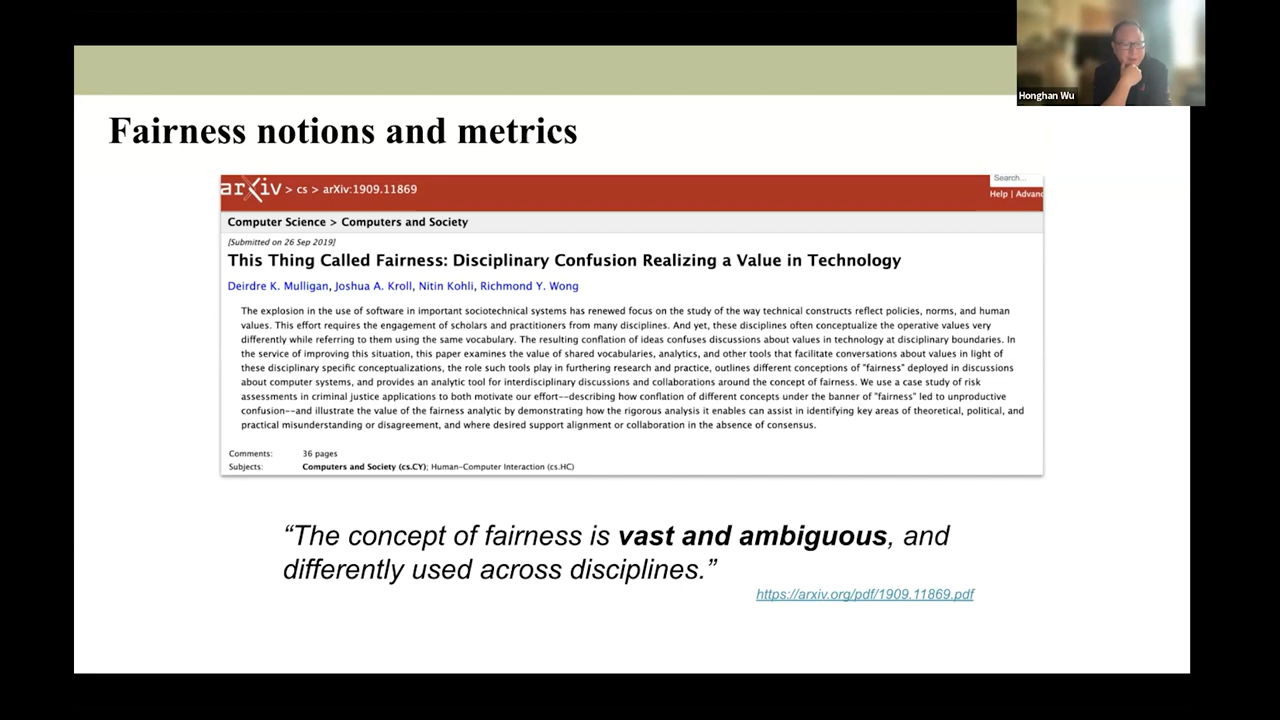 Honghan Wu
Fairness notions and metrics
arXiv > cs > arXiv:1909.11869
Search...
Help | Advanc
Computer Science > Computers and Society
[Submitted on 26 Sep 2019]
This Thing Called Fairness: Disciplinary Confusion Realizing a Value in Technology
Deirdre K. Mulligan, Joshua A. Kroll, Nitin Kohli, Richmond Y. Wong
The explosion in the use of software in important sociotechnical systems has renewed focus on the study of the way technical constructs reflect policies, norms, and human
values. This effort requires the engagement of scholars and practitioners from many disciplines. And yet, these disciplines often conceptualize the operative values very
differently while referring to them using the same vocabulary. The resulting conflation of ideas confuses discussions about values in technology at disciplinary boundaries. In
the service of improving this situation, this paper examines the value of shared vocabularies, analytics, and other tools that facilitate conversations about values in light of
these disciplinary specific conceptualizations, the role such tools play in furthering research and practice, outlines different conceptions of "fairness" deployed in discussions
about computer systems, and provides an analytic tool for interdisciplinary discussions and collaborations around the concept of fairness. We use a case study of risk
assessments in criminal justice applications to both motivate our effort--describing how conflation of different concepts under the banner of "fairness" led to unproductive
confusion--and illustrate the value of the fairness analytic by demonstrating how the rigorous analysis it enables can assist in identifying key areas of theoretical, political, and
practical misunderstanding or disagreement, and where desired support alignment or collaboration in the absence of consensus.
Comments: 36 pages
Subjects: Computers and Society (cs.CY); Human-Computer Interaction (cs.HC)
“The concept of fairness is vast and ambiguous, and
differently used across disciplines.”
https://arxiv.org/pdf/1909.11869.pdf